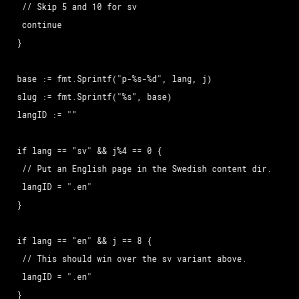 // Skip 5 and 10 for sv
continue
}
base := fmt.Sprintf("p-%s-%d", lang, j)
slug := fmt.Sprintf("%s", base)
langID := ""
if lang == "sv" && j%4 == 0 {
// Put an English page in the Swedish content dir.
langID = ".en"
}
if lang == "en" && j == 8 {
// This should win over the sv variant above.
langID = ".en"
}